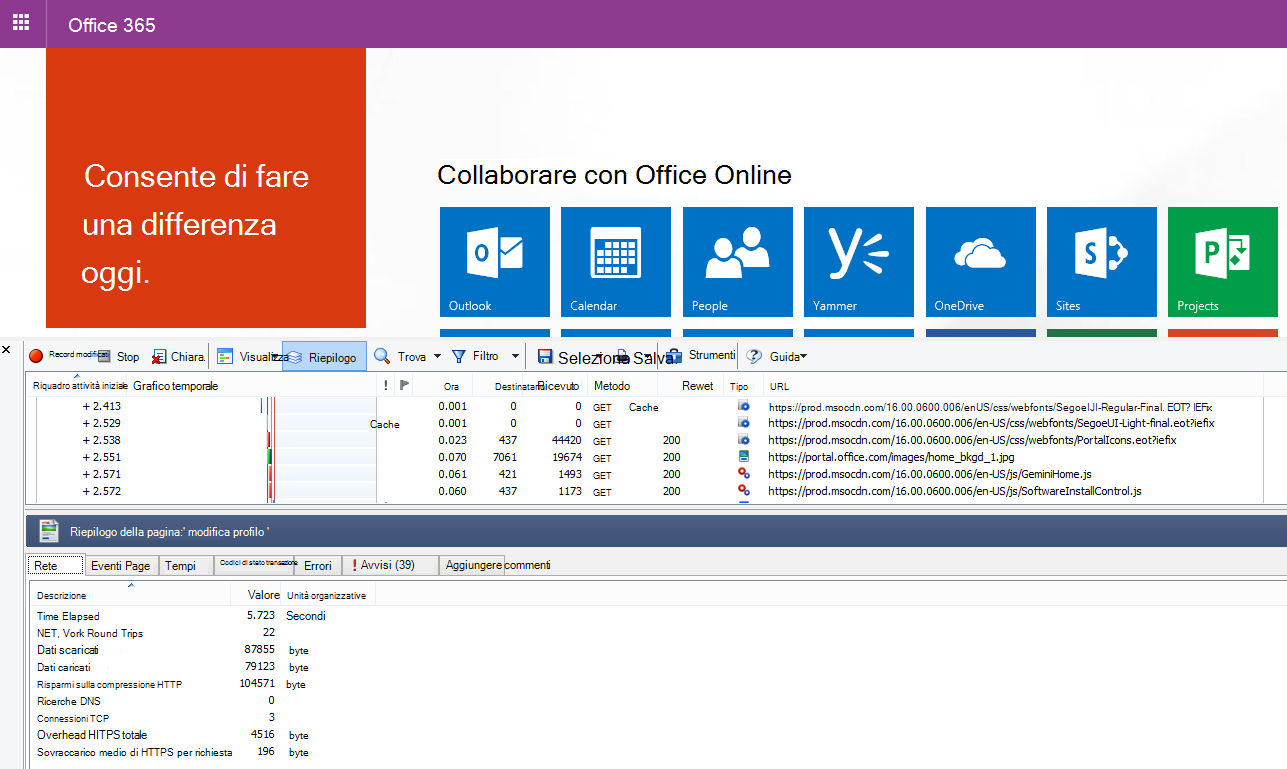 Office 365
Consente di fare
una differenza
oggi.
Collaborare con Office Online
Outlook Calendar People Yammer OneDrive Sites Projects
Record modificati Stop Chiara. Visualizza Riepilogo Trova Filtro Seleziona Salva. Strumenti Guida
Riquadro attività iniziale Grafico temporale ! Ora Destinatario Ricevuto Metodo Rewet Tipo URL
+ 2.413 0.001 0 0 GET Cache https://prod.msocdn.com/16.00.0600.006/enUS/css/webfonts/SegoeIJI-Regular-Final. EOT? IEFix
+ 2.529 Cache 0.001 0 0 GET https://prod.msocdn.com/16.00.0600.006/en-US/css/webfonts/SegoeUI-Light-final.eot?iefix
+ 2.538 0.023 437 44420 GET 200 https://prod.msocdn.com/16.00.0600.006/en-US/css/webfonts/PortalIcons.eot?iefix
+ 2.551 0.070 7061 19674 GET 200 https://portal.office.com/images/home_bkgd_1.jpg
+ 2.571 0.061 421 1493 GET 200 https://prod.msocdn.com/16.00.0600.006/en-US/js/GeminiHome.js
+ 2.572 0.060 437 1173 GET 200 https://prod.msocdn.com/16.00.0600.006/en-US/js/SoftwareInstallControl.js
Riepilogo della pagina:' modifica profilo '
Rete Eventi Page Tempi Codici di stato transazione Errori ! Avvisi (39) Aggiungere commenti
Descrizione Valore Unità organizzative
Time Elapsed 5.723 Secondi
NET, Vork Round Trips 22
Dati scaricati 87855 byte
Dati caricati 79123 byte
Risparmi sulla compressione HTTP 104571 byte
Ricerche DNS 0
Connessioni TCP 3
Overhead HITPS totale 4516 byte
Sovraccarico medio di HTTPS per richiesta 196 byte